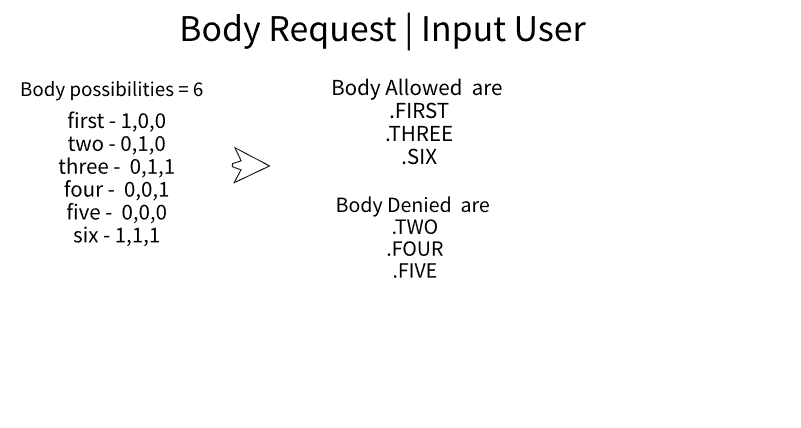 Body Request | Input User
Body possibilities = 6
first - 1,0,0
two - 0,1,0
three -  0,1,1
four -  0,0,1
five -  0,0,0
six - 1,1,1
Body Allowed  are
.FIRST
.THREE
.SIX
Body Denied  are
.TWO
.FOUR
.FIVE